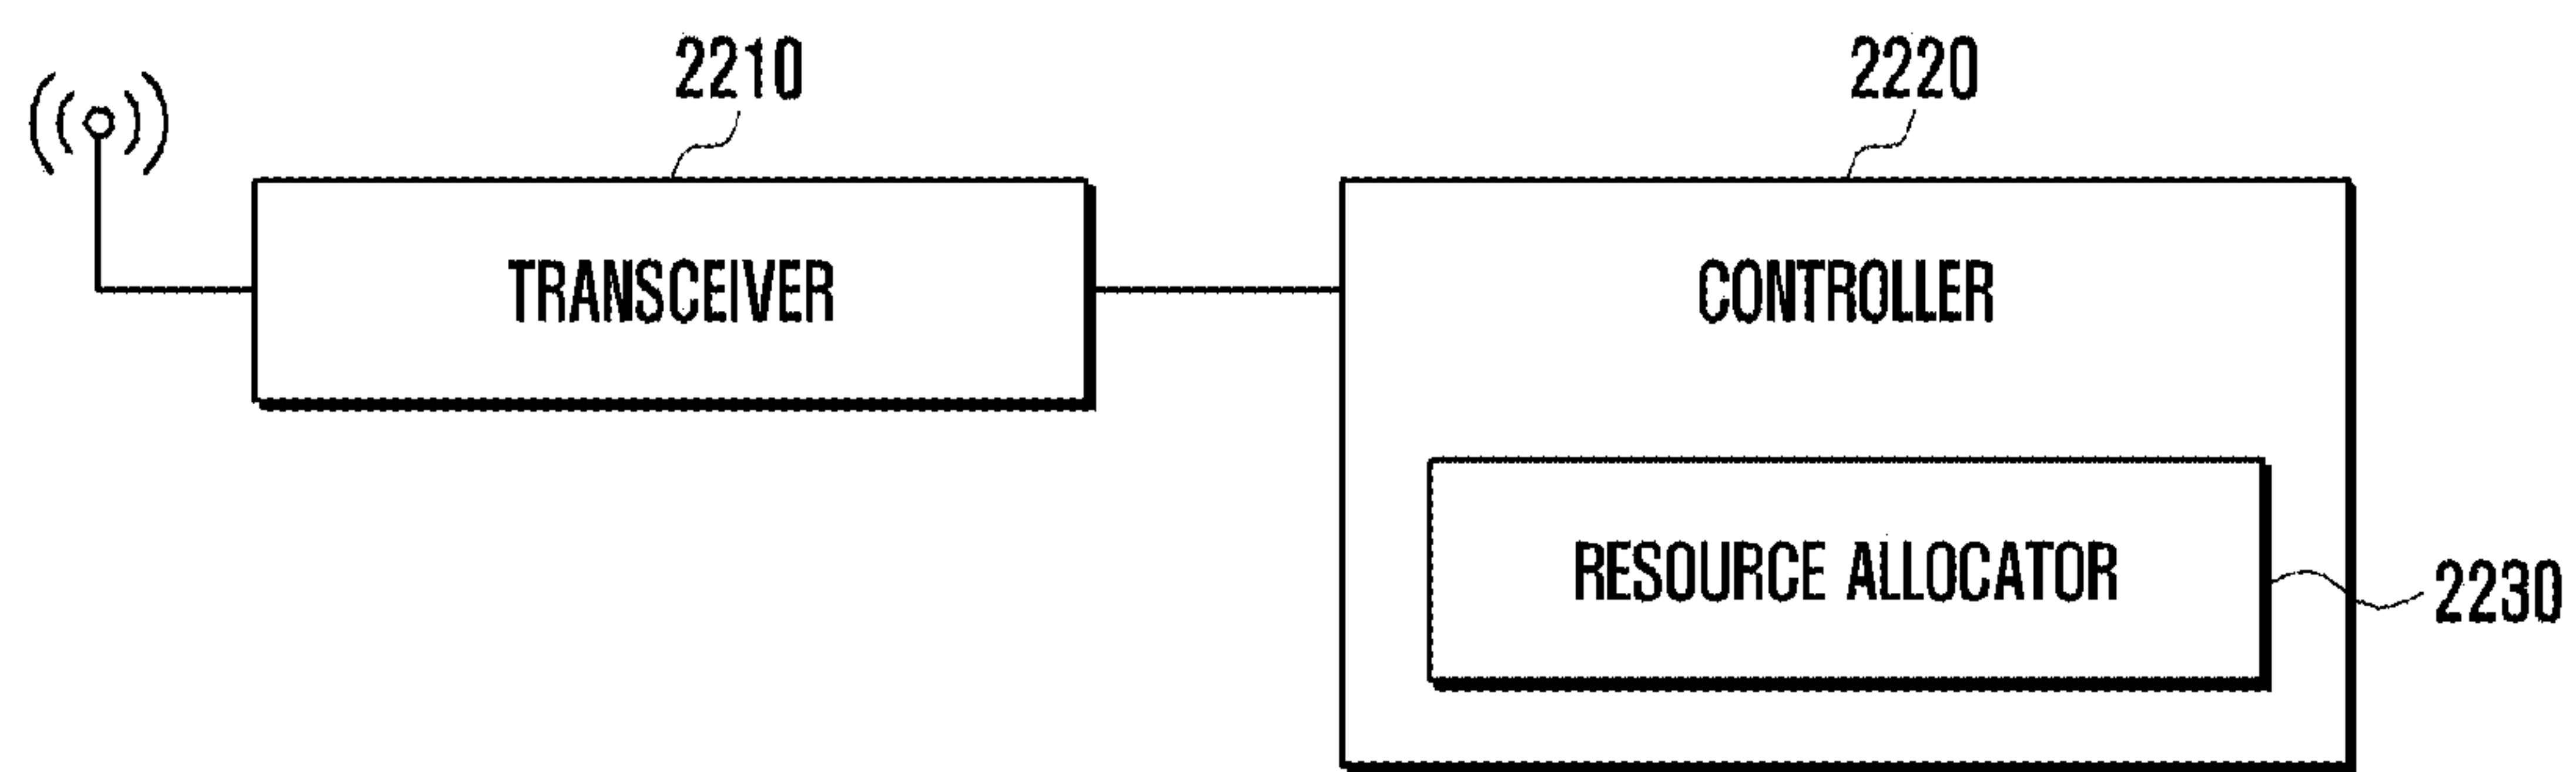 2210
2220
TRANSCEIVER
CONTROLLER
RESOURCE ALLOCATOR
2230